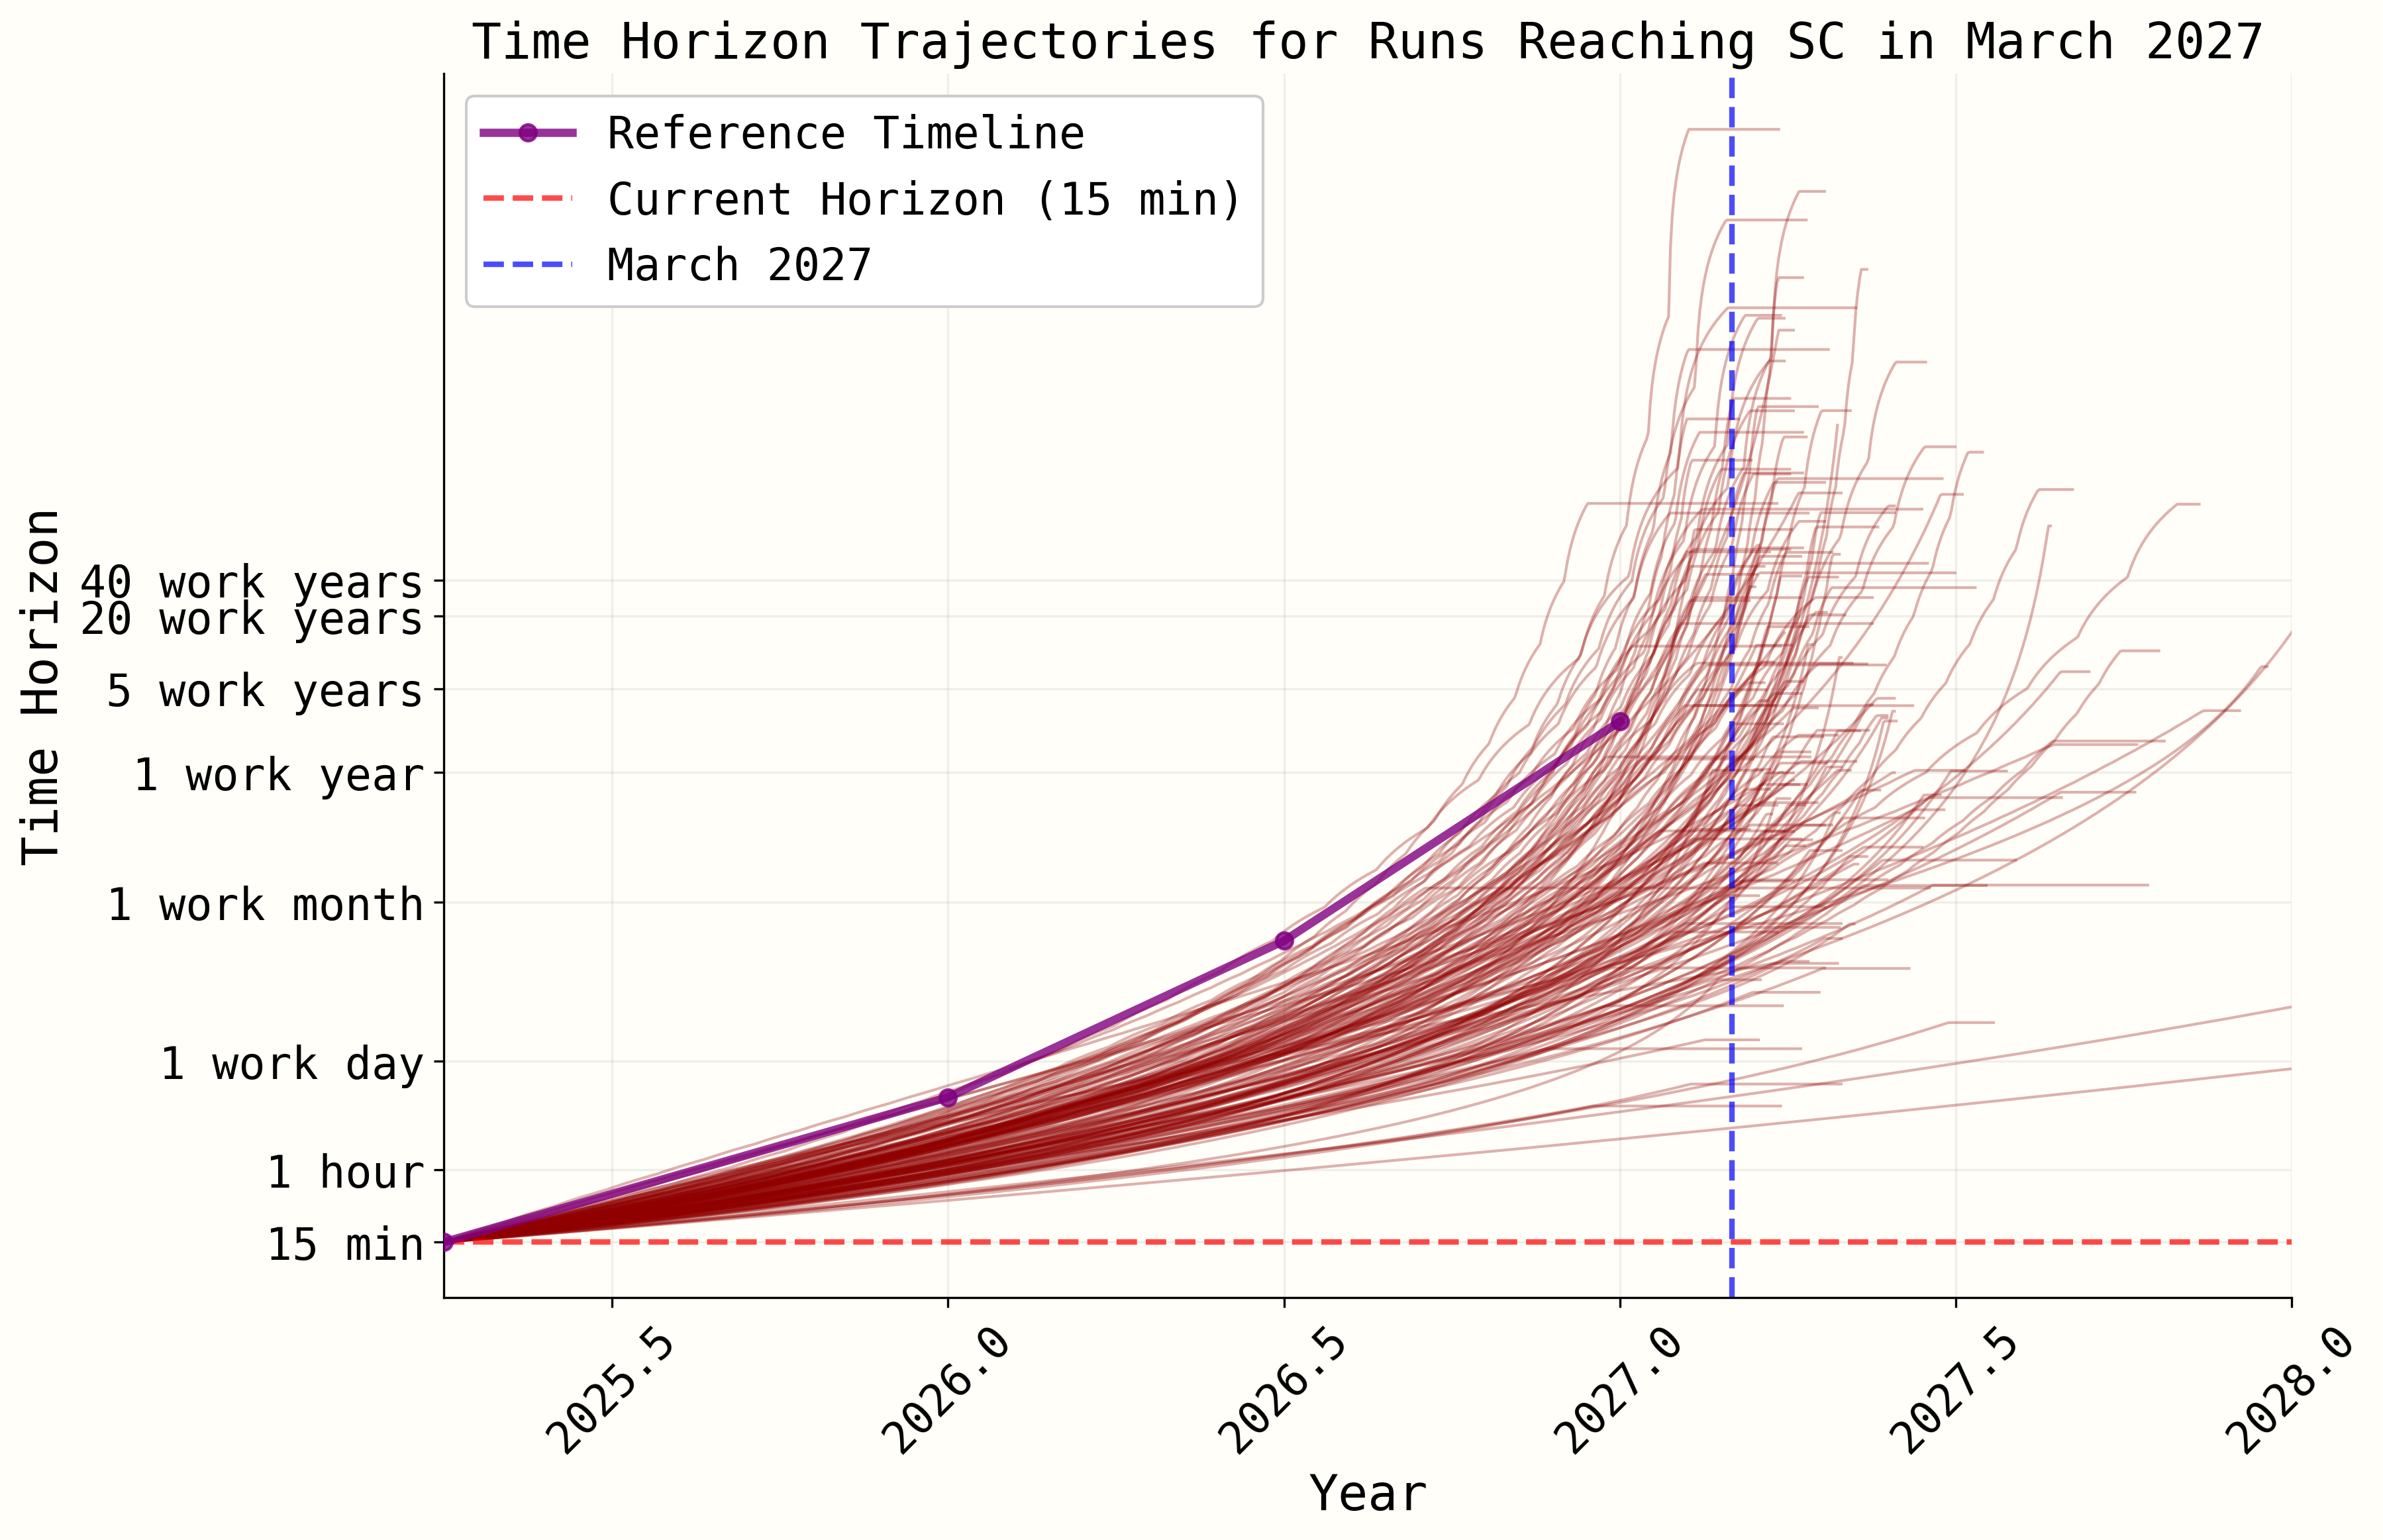 Time Horizon Trajectories for Runs Reaching SC in March 2027
Reference Timeline
Current Horizon (15 min)
March 2027
Time Horizon
40 work years
20 work years
5 work years
1 work year
1 work month
1 work day
1 hour
15 min
2025.5
2026.0
2026.5
2027.0
2027.5
2028.0
Year